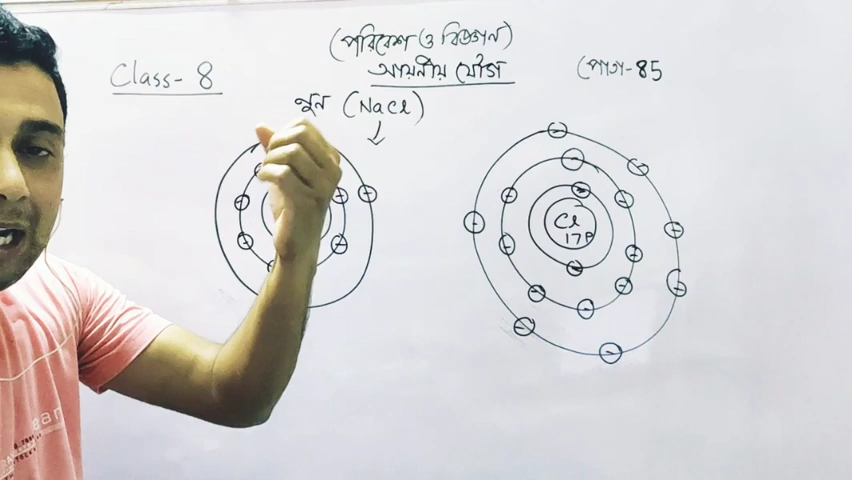 (পরিবেশ ও বিজ্ঞান)
Class- 8
আয়নীয় যৌগ
(পাতা-85
নুন (NaCl)
Cl
17P